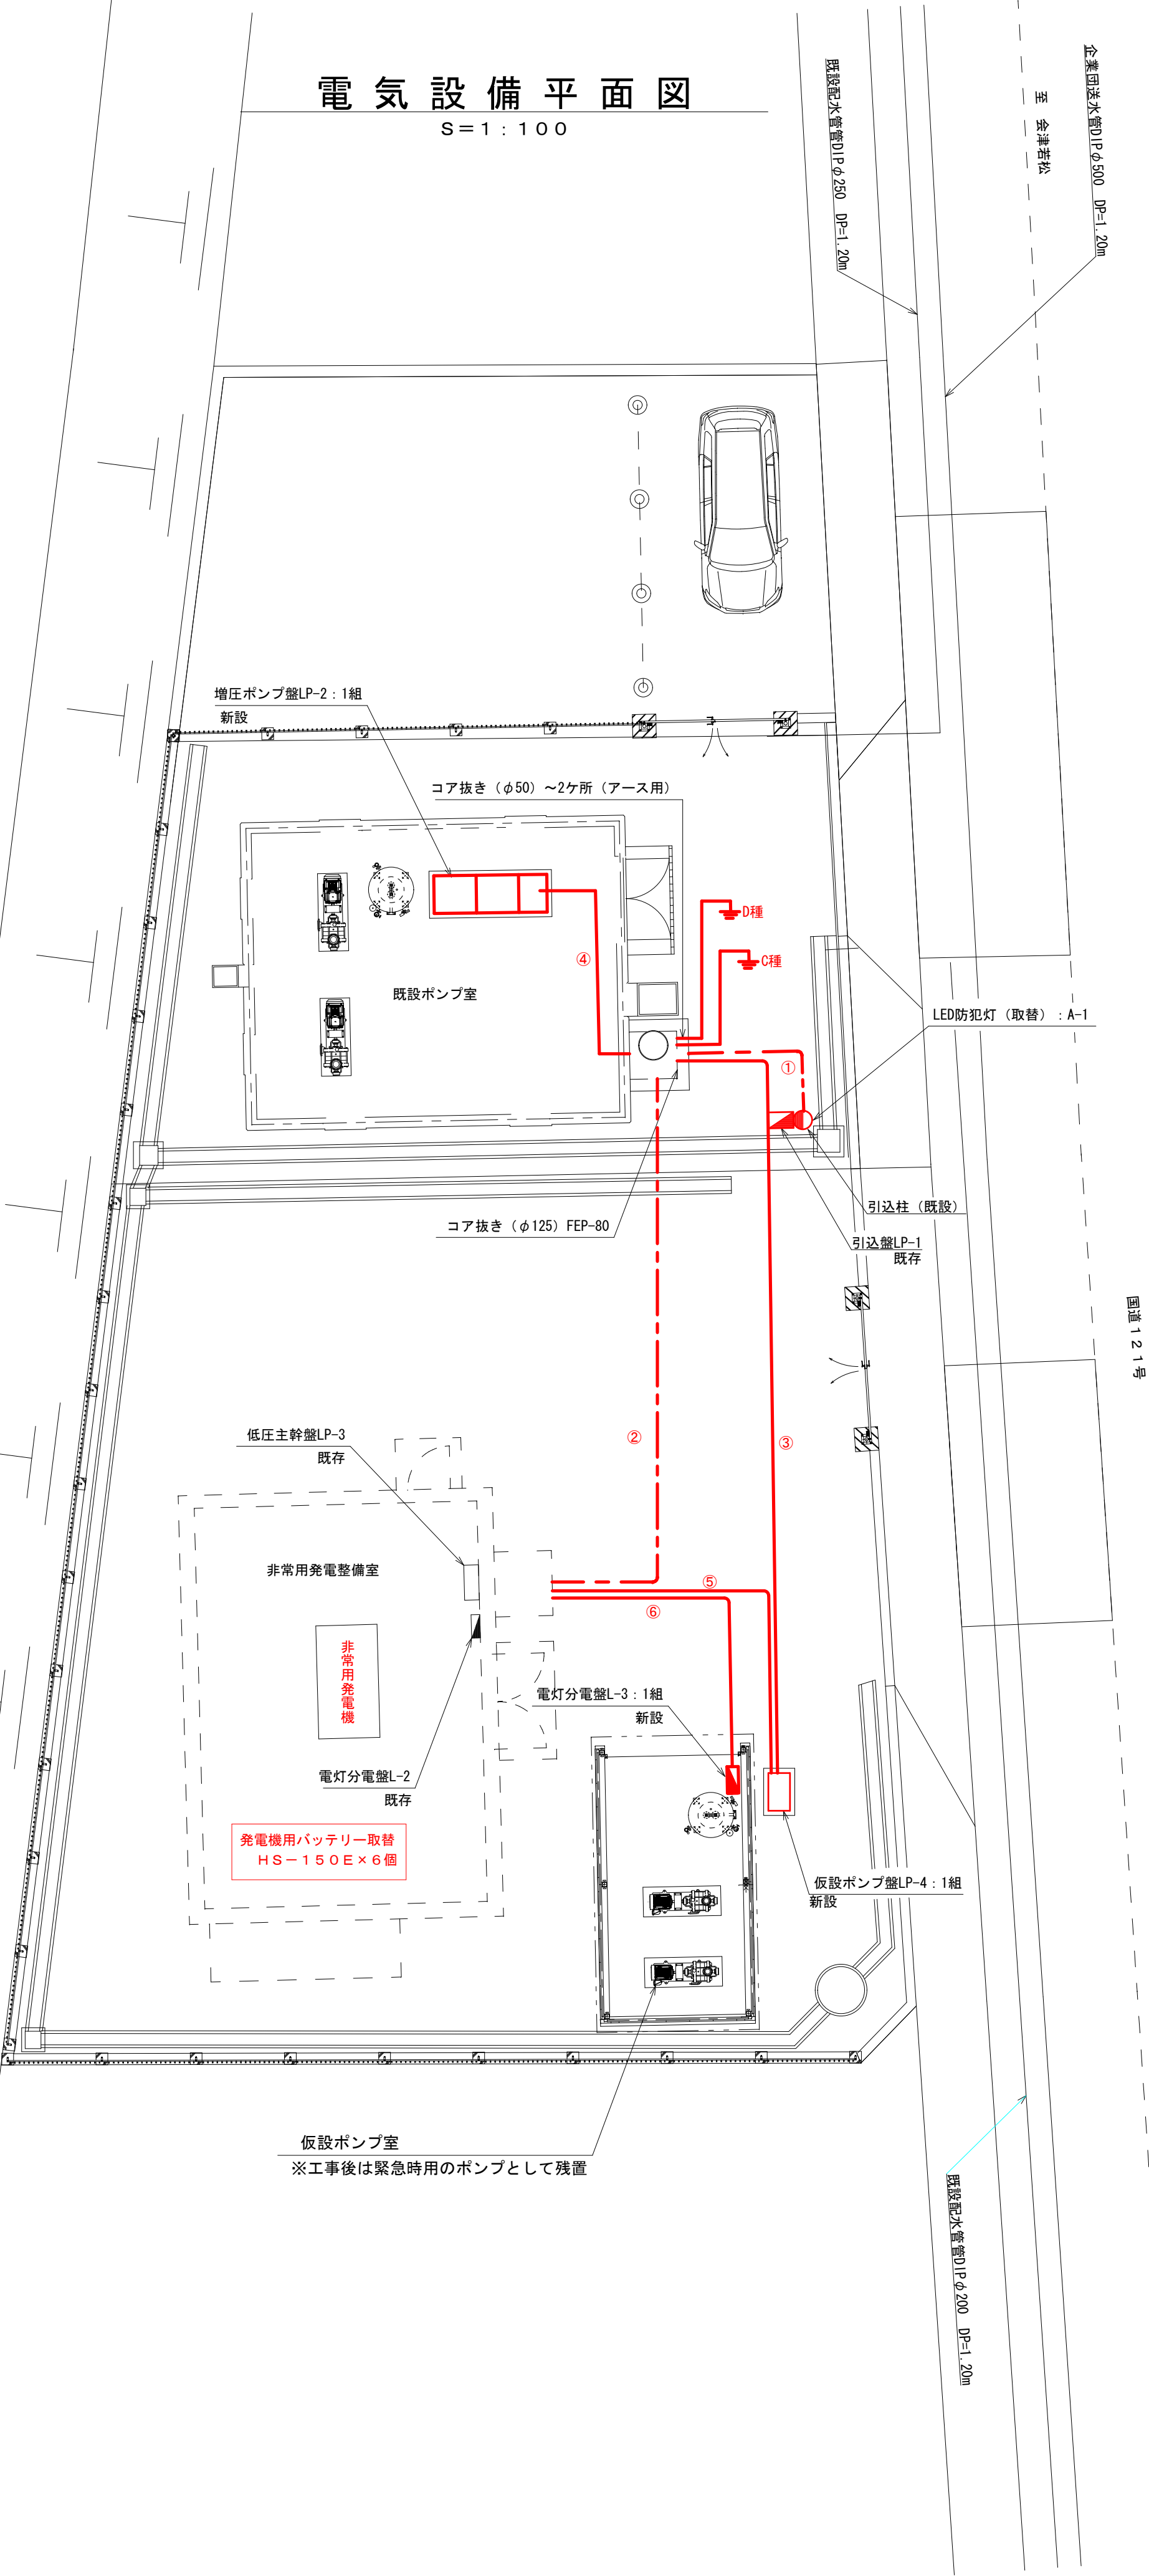 電気設備平面図
S=1：100
企業団送水管DIPφ500 DP=1.20m
至 会津若松
既設配水管管DIPφ250 DP=1.20m
増圧ポンプ盤LP-2：1組
新設
コア抜き（φ50）～2ケ所（アース用）
D種
C種
④
既設ポンプ室
LED防犯灯（取替）：A-1
①
引込柱（既設）
コア抜き（φ125）FEP-80
引込盤LP-1
既存
国道121号
低圧主幹盤LP-3
既存
②
③
非常用発電整備室
⑤
⑥
非常用発電機
電灯分電盤L-3：1組
新設
電灯分電盤L-2
既存
発電機用バッテリー取替
HS-150E×6個
仮設ポンプ盤LP-4：1組
新設
仮設ポンプ室
※工事後は緊急時用のポンプとして残置
既設配水管管DIPφ200 DP=1.20m